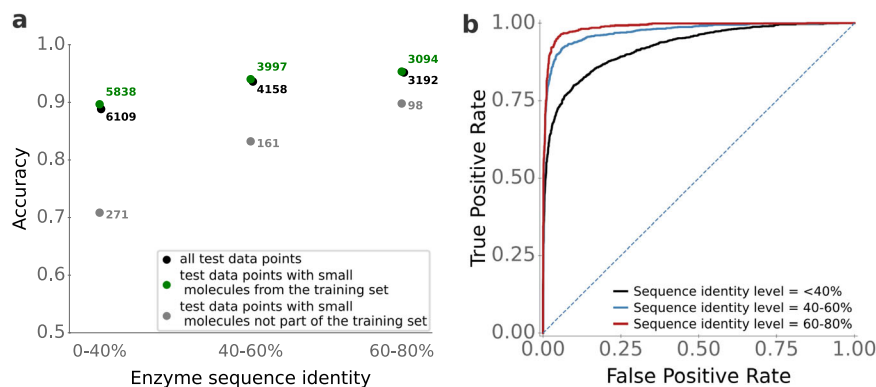 a
1.0
0.9
0.8
0.7
0.6
0.5
Accuracy
5838
6109
271
3997
4158
161
3094
3192
98
all test data points
test data points with small
molecules from the training set
test data points with small
molecules not part of the training set
0-40%
40-60%
60-80%
Enzyme sequence identity
b
1.00
0.75
0.50
0.25
0.00
True Positive Rate
Sequence identity level = <40%
Sequence identity level = 40-60%
Sequence identity level = 60-80%
0.00
0.25
0.50
0.75
1.00
False Positive Rate